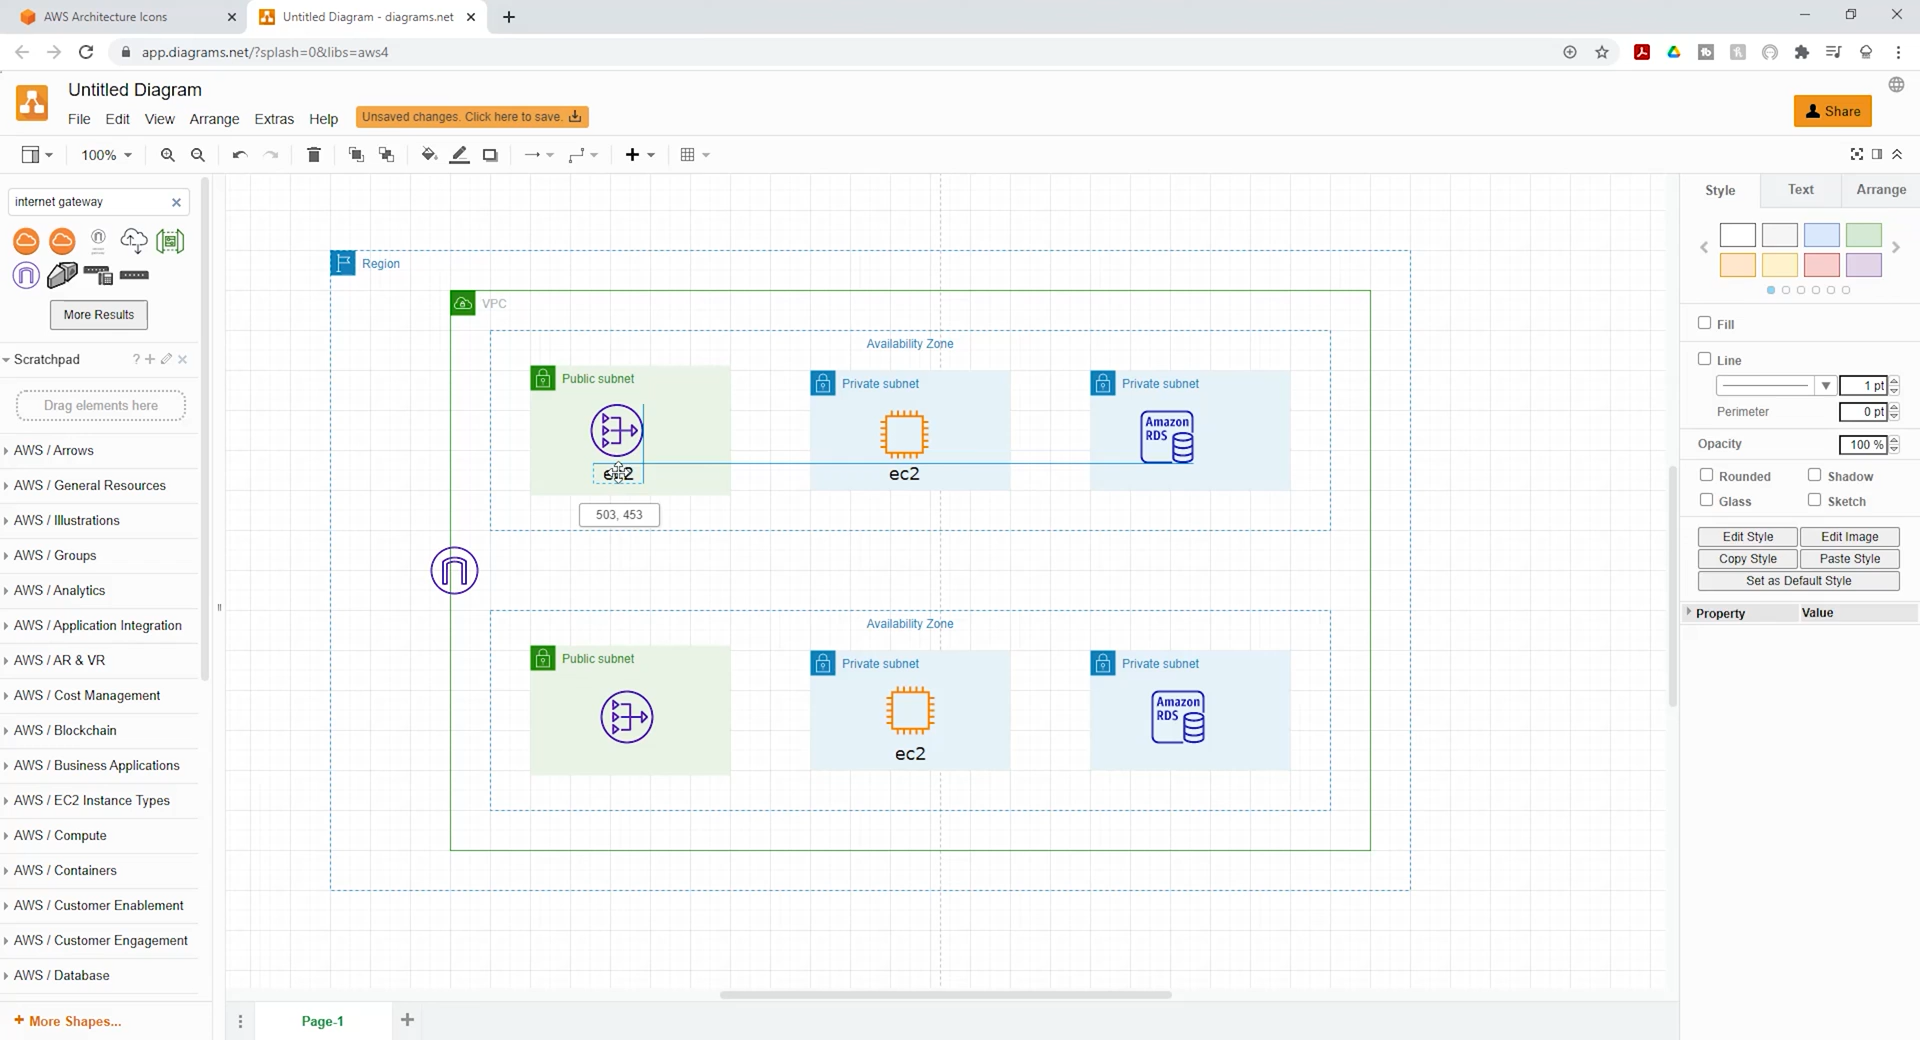 AWS Architecture Icons
Untitled Diagram - diagrams.net
app.diagrams.net/?splash=0&libs=aws4
Untitled Diagram
File Edit View Arrange Extras Help
Unsaved changes. Click here to save.
Share
100%
internet gateway
More Results
Scratchpad
?
Drag elements here
AWS / Arrows
AWS / General Resources
AWS / Illustrations
AWS / Groups
AWS / Analytics
AWS / Application Integration
AWS / AR & VR
AWS / Cost Management
AWS / Blockchain
AWS / Business Applications
AWS / EC2 Instance Types
AWS / Compute
AWS / Containers
AWS / Customer Enablement
AWS / Customer Engagement
AWS / Database
+ More Shapes...
Region
VPC
Availability Zone
Public subnet
Private subnet
Private subnet
Amazon
RDS
ec2
ec2
503, 453
Availability Zone
Public subnet
Private subnet
Private subnet
Amazon
RDS
ec2
Page-1
Style Text Arrange
Fill
Line
1 pt
Perimeter 0 pt
Opacity 100 %
Rounded Shadow
Glass Sketch
Edit Style Edit Image
Copy Style Paste Style
Set as Default Style
Property Value